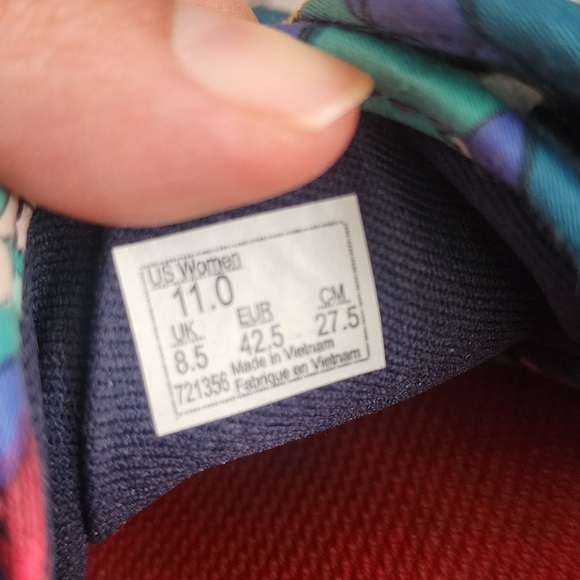 US Women
11.0
UK EUR CM
8.5 42.5 27.5
721356 Made in Vietnam
Fabrique en Vietnam